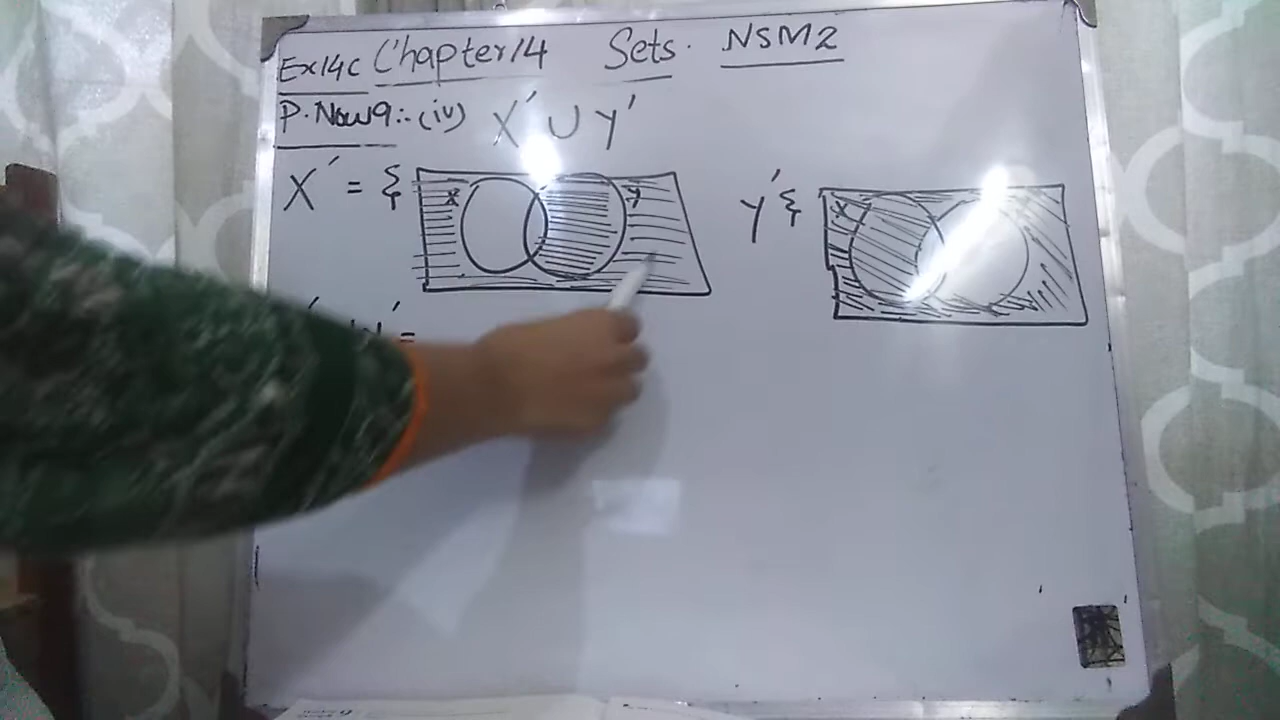 Ex14c Chapter14 Sets. NSM2
P. No 9:- (iv) X' ∪ Y'
X' = {
X
Y
Y' {
X
' ∪ ' =